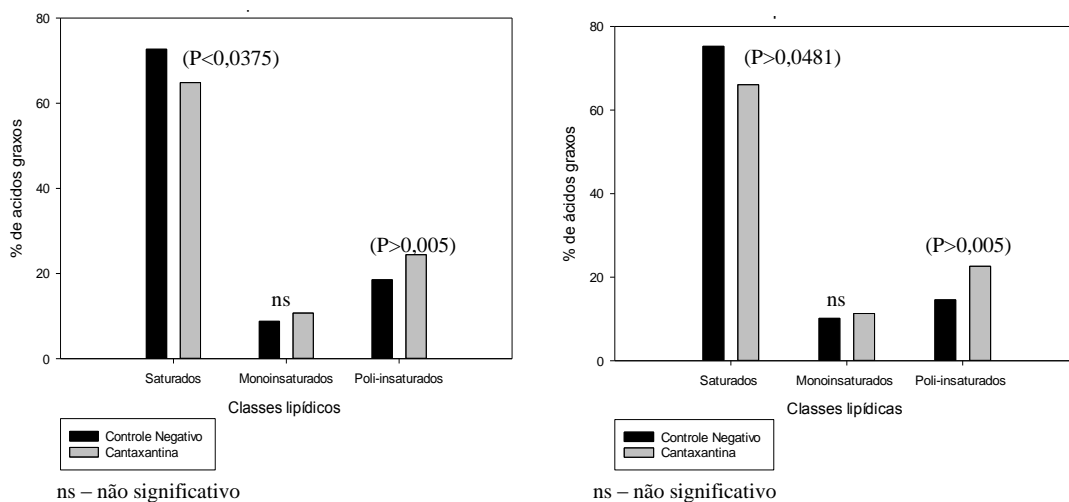 80
(P<0,0375)
60
% de acidos graxos
40
(P>0,005)
20
ns
0
Saturados Monoinsaturados Poli-insaturados
Classes lipídicos
Controle Negativo
Cantaxantina
ns – não significativo
80
(P>0,0481)
60
% de ácidos graxos
40
(P>0,005)
20
ns
0
Saturados Monoinsaturados Poli-insaturados
Classes lipídicas
Controle Negativo
Cantaxantina
ns – não significativo